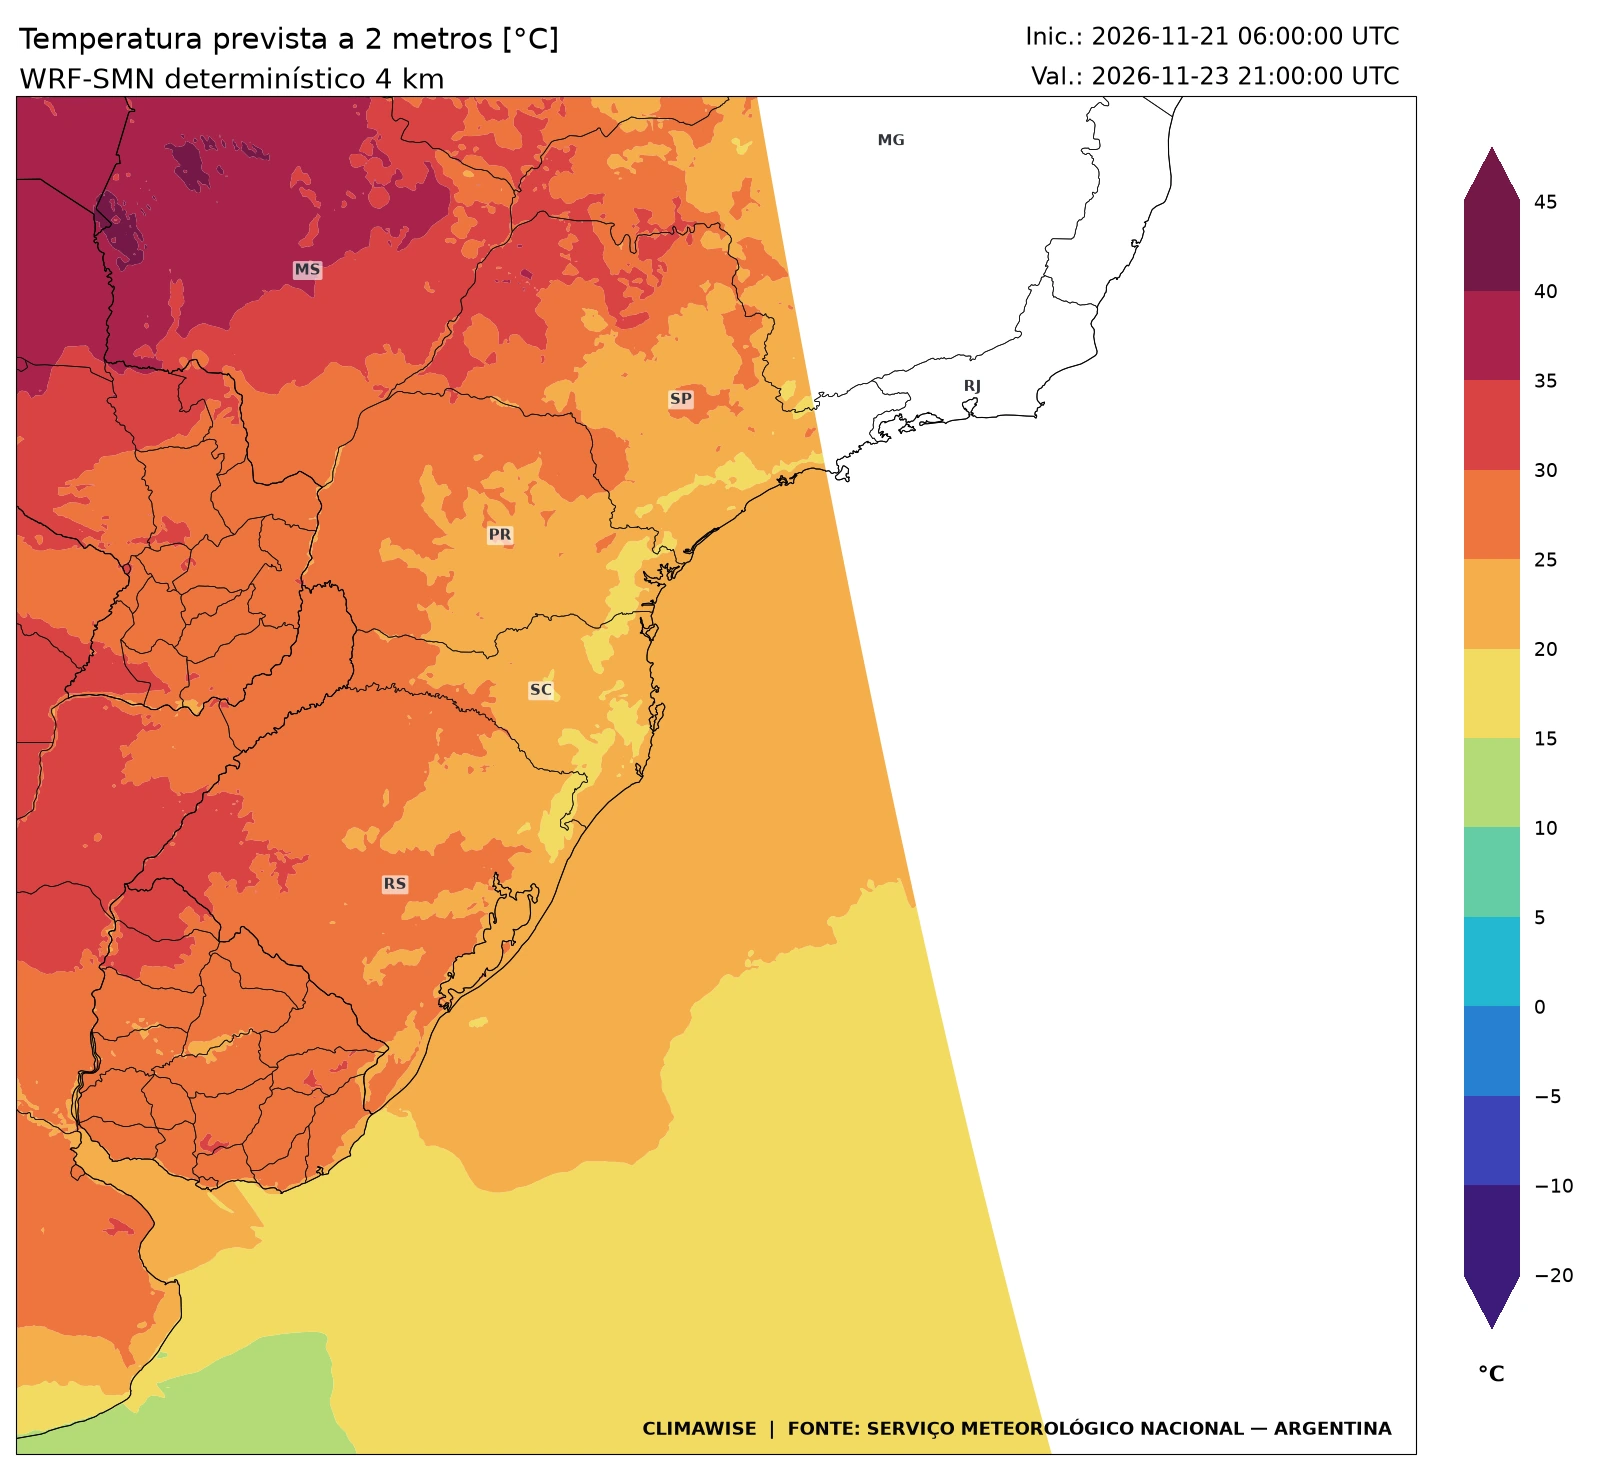 Temperatura prevista a 2 metros [°C]
WRF-SMN determinístico 4 km
Inic.: 2026-11-21 06:00:00 UTC
Val.: 2026-11-23 21:00:00 UTC
MG
MS
RJ
SP
PR
SC
RS
45
40
35
30
25
20
15
10
5
0
−5
−10
−20
°C
CLIMAWISE | FONTE: SERVIÇO METEOROLÓGICO NACIONAL — ARGENTINA